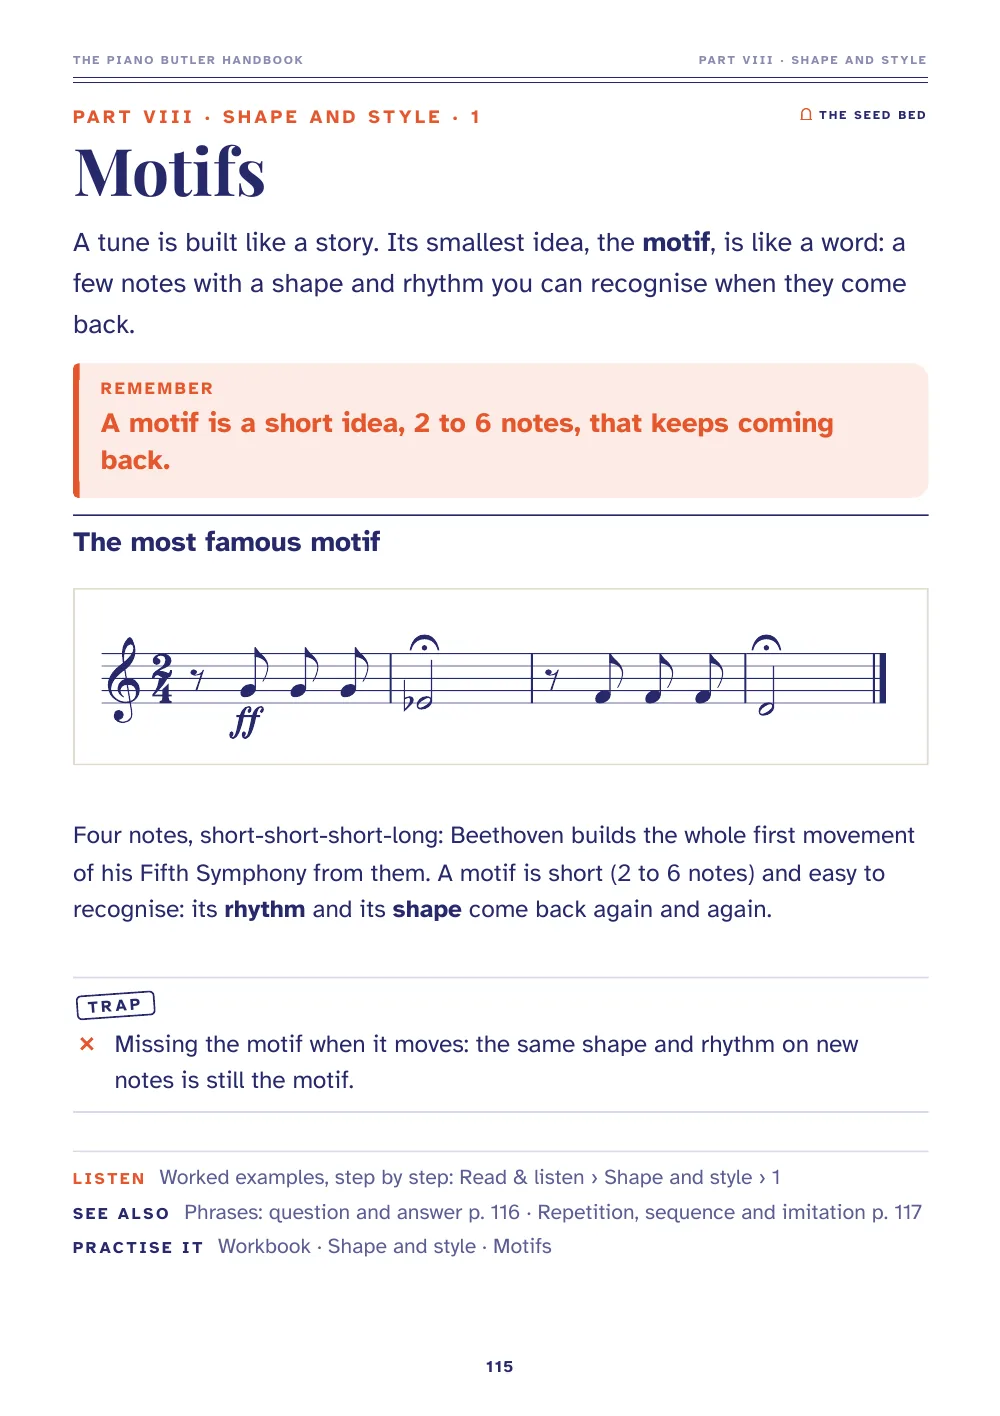 THE PIANO BUTLER HANDBOOK
PART VIII · SHAPE AND STYLE
PART VIII · SHAPE AND STYLE · 1
THE SEED BED
Motifs
A tune is built like a story. Its smallest idea, the motif, is like a word: a
few notes with a shape and rhythm you can recognise when they come
back.
REMEMBER
A motif is a short idea, 2 to 6 notes, that keeps coming
back.
The most famous motif
2
4
ff
Four notes, short-short-short-long: Beethoven builds the whole first movement
of his Fifth Symphony from them. A motif is short (2 to 6 notes) and easy to
recognise: its rhythm and its shape come back again and again.
TRAP
× Missing the motif when it moves: the same shape and rhythm on new
notes is still the motif.
LISTEN Worked examples, step by step: Read & listen › Shape and style › 1
SEE ALSO Phrases: question and answer p. 116 · Repetition, sequence and imitation p. 117
PRACTISE IT Workbook · Shape and style · Motifs
115